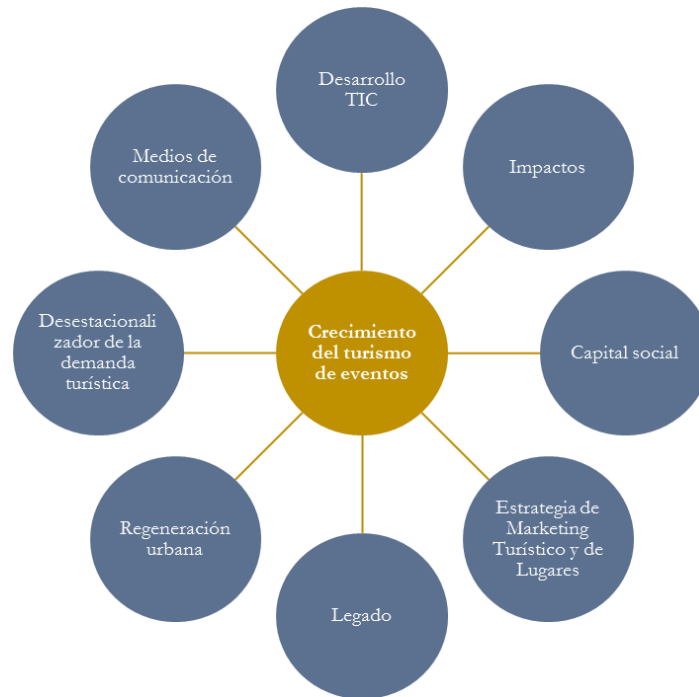 Desarrollo
TIC
Impactos
Capital social
Estrategia de
Marketing
Turístico y de
Lugares
Legado
Regeneración
urbana
Desestacionali
zador de la
demanda
turística
Medios de
comunicación
Crecimiento
del turismo
de eventos